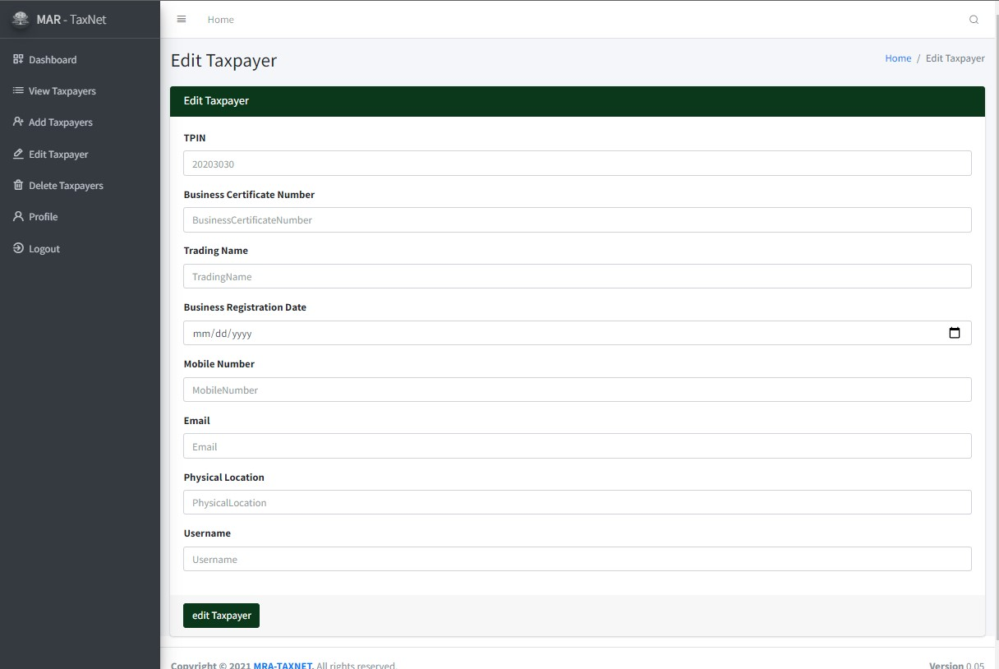 MAR - TaxNet
Home
Dashboard
View Taxpayers
Add Taxpayers
Edit Taxpayer
Delete Taxpayers
Profile
Logout
Edit Taxpayer
Home / Edit Taxpayer
Edit Taxpayer
TPIN
20203030
Business Certificate Number
BusinessCertificateNumber
Trading Name
TradingName
Business Registration Date
mm/dd/yyyy
Mobile Number
MobileNumber
Email
Email
Physical Location
PhysicalLocation
Username
Username
edit Taxpayer
Copyright © 2021 MRA-TAXNET. All rights reserved.
Version 0.05